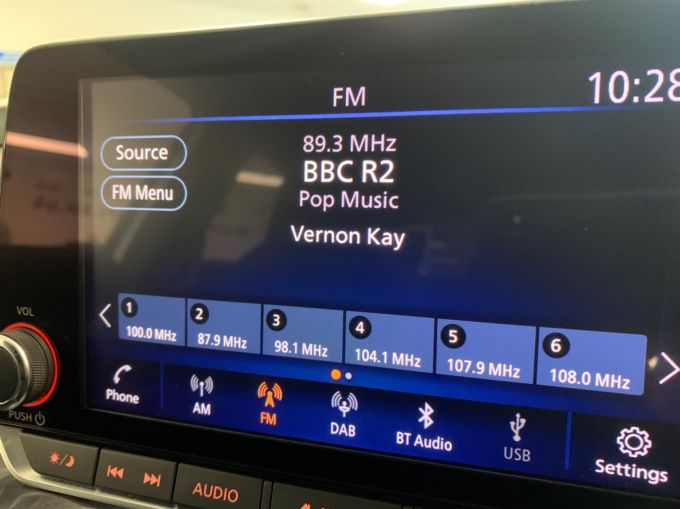 FM
10:28
Source
FM Menu
89.3 MHz
BBC R2
Pop Music
Vernon Kay
1
100.0 MHz
2
87.9 MHz
3
98.1 MHz
4
104.1 MHz
5
107.9 MHz
6
108.0 MHz
VOL
PUSH
Phone
AM
FM
DAB
BT Audio
USB
Settings
AUDIO